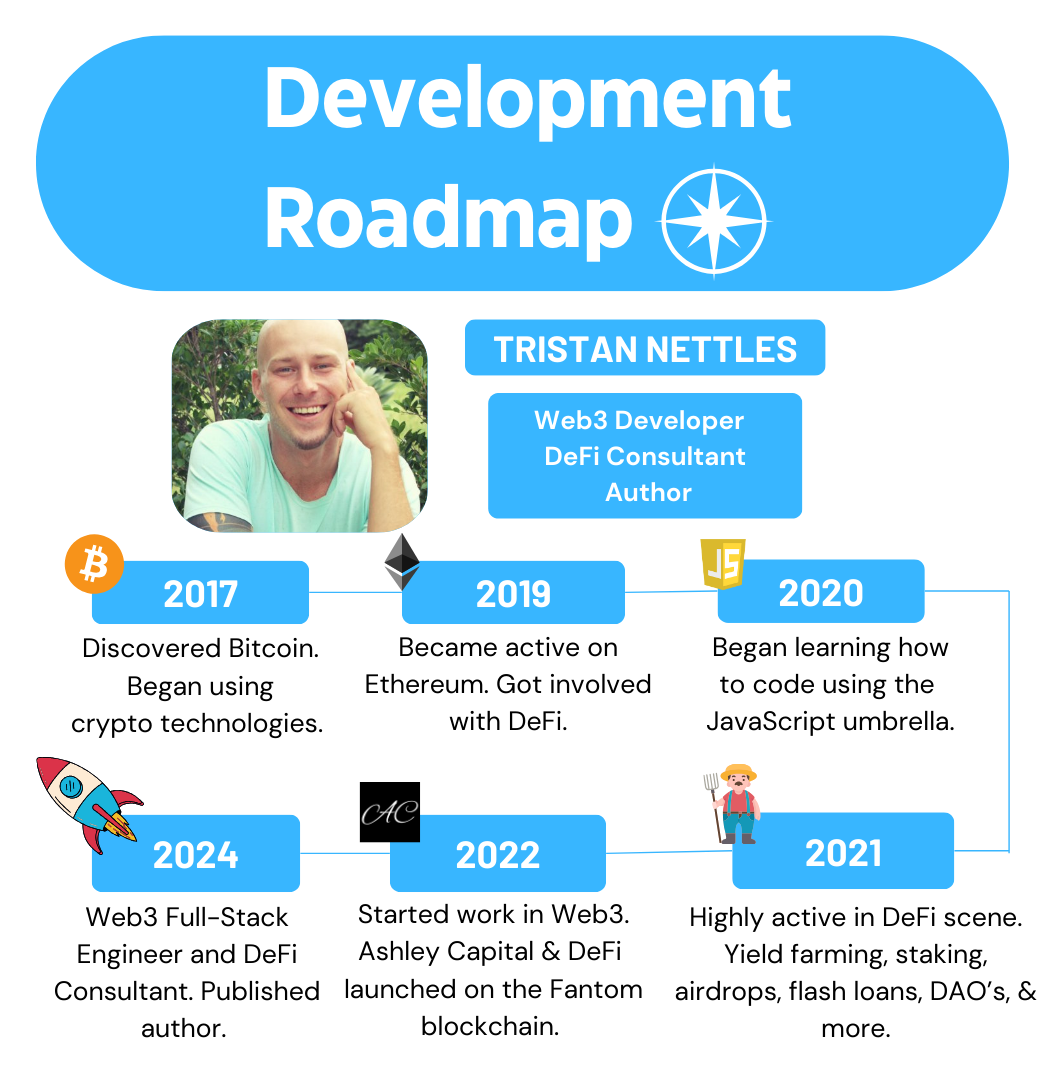 Development
Roadmap
TRISTAN NETTLES
Web3 Developer
DeFi Consultant
Author
2017
Discovered Bitcoin.
Began using
crypto technologies.
2019
Became active on
Ethereum. Got involved
with DeFi.
JS
2020
Began learning how
to code using the
JavaScript umbrella.
2021
Highly active in DeFi scene.
Yield farming, staking,
airdrops, flash loans, DAO's, &
more.
AC
2022
Started work in Web3.
Ashley Capital & DeFi
launched on the Fantom
blockchain.
2024
Web3 Full-Stack
Engineer and DeFi
Consultant. Published
author.